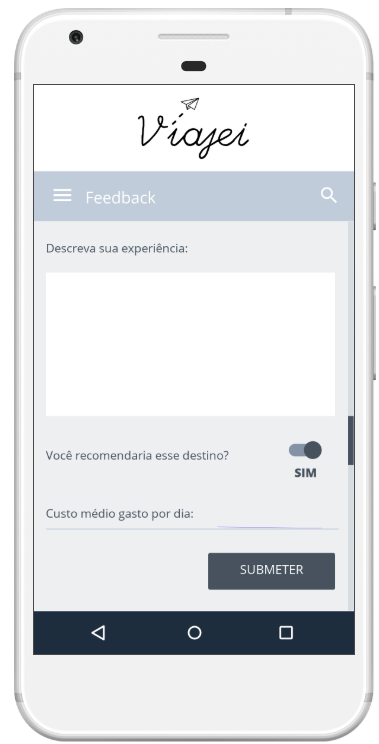 Viajei
Feedback
Descreva sua experiência:
Você recomendaria esse destino?
SIM
Custo médio gasto por dia:
SUBMETER